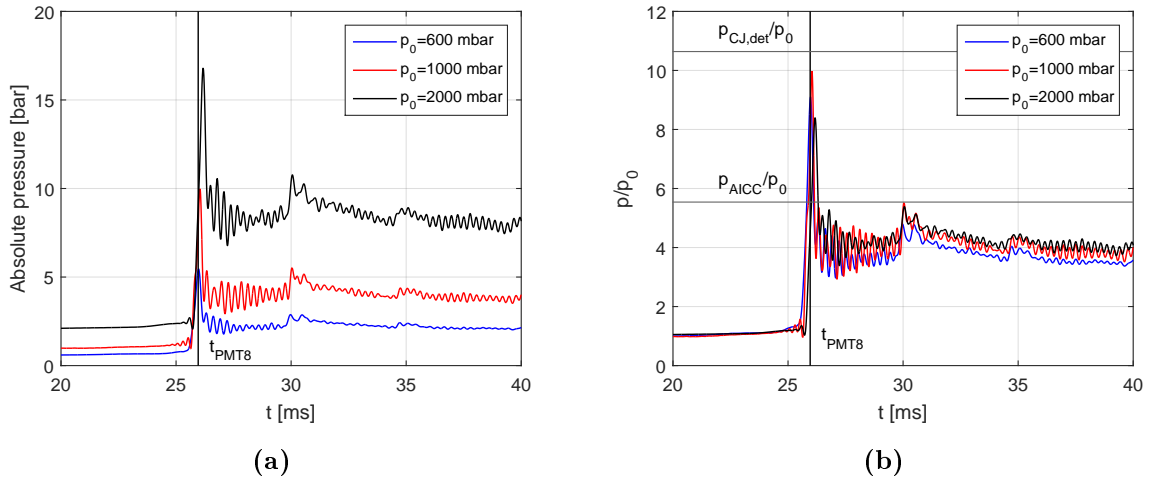 Absolute pressure [bar]
20
15
10
5
0
p0=600 mbar
p0=1000 mbar
p0=2000 mbar
tPMT8
20 25 30 35 40
t [ms]
(a)
p/p0
12
10
8
6
4
2
0
pCJ,det/p0
pAICC/p0
p0=600 mbar
p0=1000 mbar
p0=2000 mbar
tPMT8
20 25 30 35 40
t [ms]
(b)